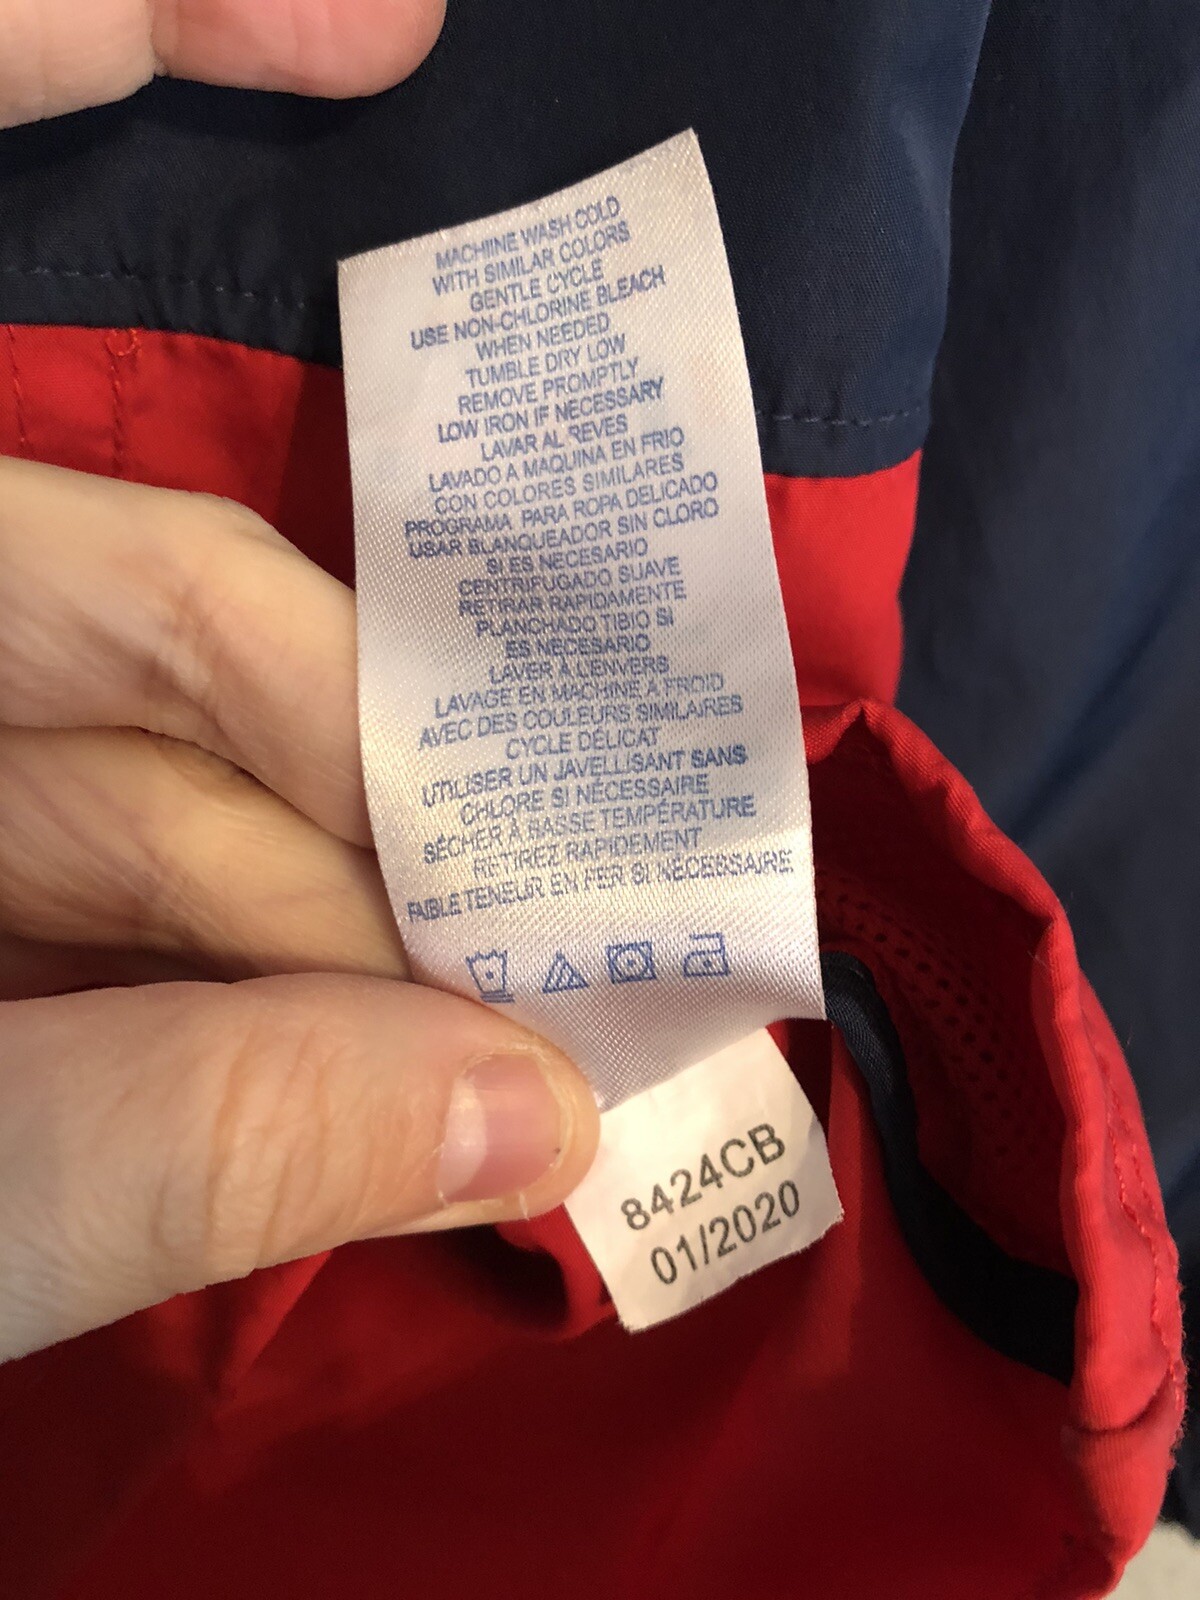 MACHIINE WASH COLD
WITH SIMILAR COLORS
GENTLE CYCLE
USE NON-CHLORINE BLEACH
WHEN NEEDED
TUMBLE DRY LOW
REMOVE PROMPTLY
LOW IRON IF NECESSARY
LAVAR AL REVES
LAVADO A MAQUINA EN FRIO
CON COLORES SIMILARES
PROGRAMA PARA ROPA DELICADO
USAR BLANQUEADOR SIN CLORO
SI ES NECESARIO
CENTRIFUGADO SUAVE
RETIRAR RAPIDAMENTE
PLANCHADO TIBIO SI
ES NECESARIO
LAVER À L'ENVERS
LAVAGE EN MACHINE À FROID
AVEC DES COULEURS SIMILAIRES
CYCLE DÉLICAT
UTILISER UN JAVELLISANT SANS
CHLORE SI NÉCESSAIRE
SÉCHER À BASSE TEMPÉRATURE
RETIREZ RAPIDEMENT
FAIBLE TENEUR EN FER SI NÉCESSAIRE
8424CB
01/2020